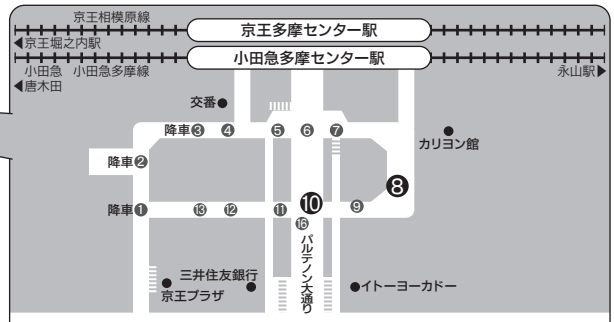 京王相模原線
京王多摩センター駅
◀京王堀之内駅
小田急多摩センター駅
小田急 小田急多摩線
◀唐木田
永山駅▶
交番●
降車③ ④ ⑤ ⑥ ⑦
●カリヨン館
降車②
⑧
降車① ⑬ ⑫ ⑪ ⑩ ⑨
⑯
パルテノン大通り
三井住友銀行●
●京王プラザ
●イトーヨーカドー